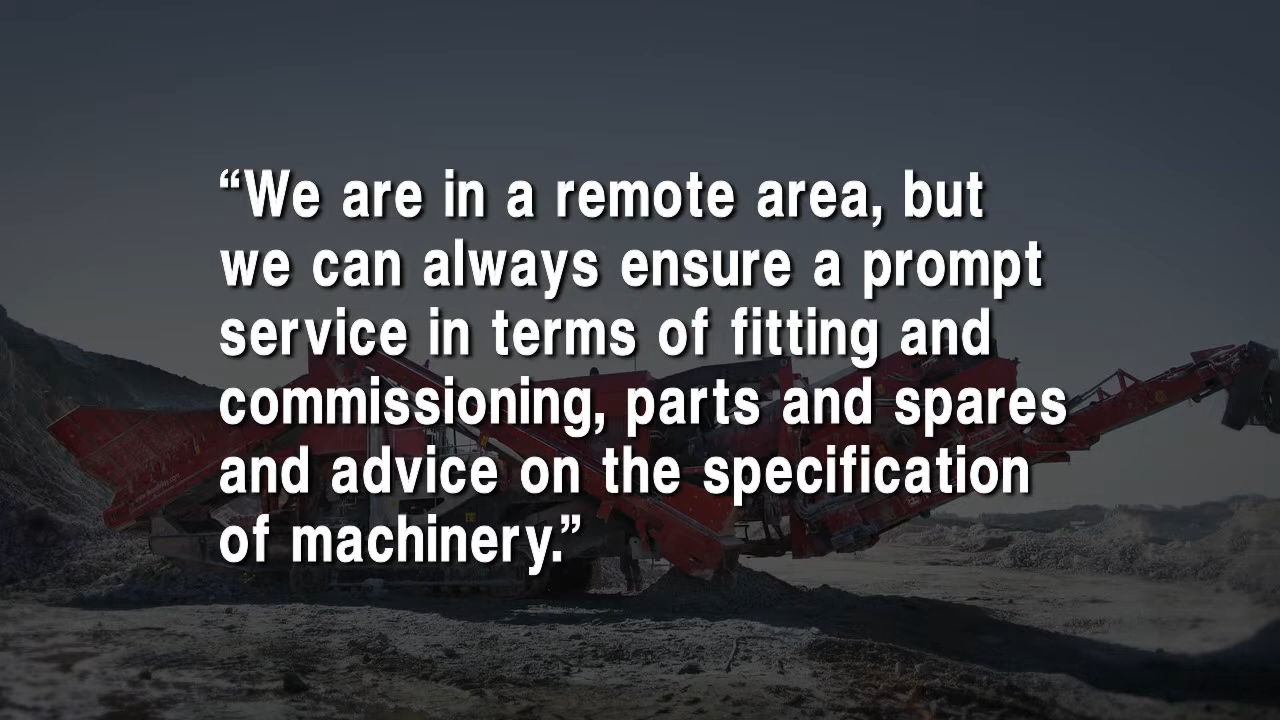 “We are in a remote area, but
we can always ensure a prompt
service in terms of fitting and
commissioning, parts and spares
and advice on the specification
of machinery.”